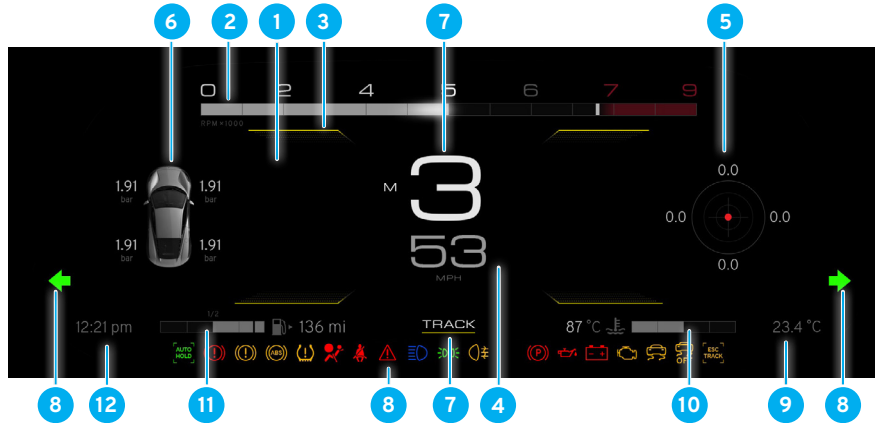 6 2 1 3 7 5
0 2 4 5 6 7 9
RPM×1000
M 3
1.91 bar 1.91 bar
0.0
0.0 0.0
53
MPH
1.91 bar 1.91 bar
0.0
1/2
12:21 pm 136 mi TRACK 87 °C 23.4 °C
AUTO HOLD (!) (!) (ABS) (!) (P) ESC OFF ESC TRACK
8 12 11 8 7 4 10 9 8